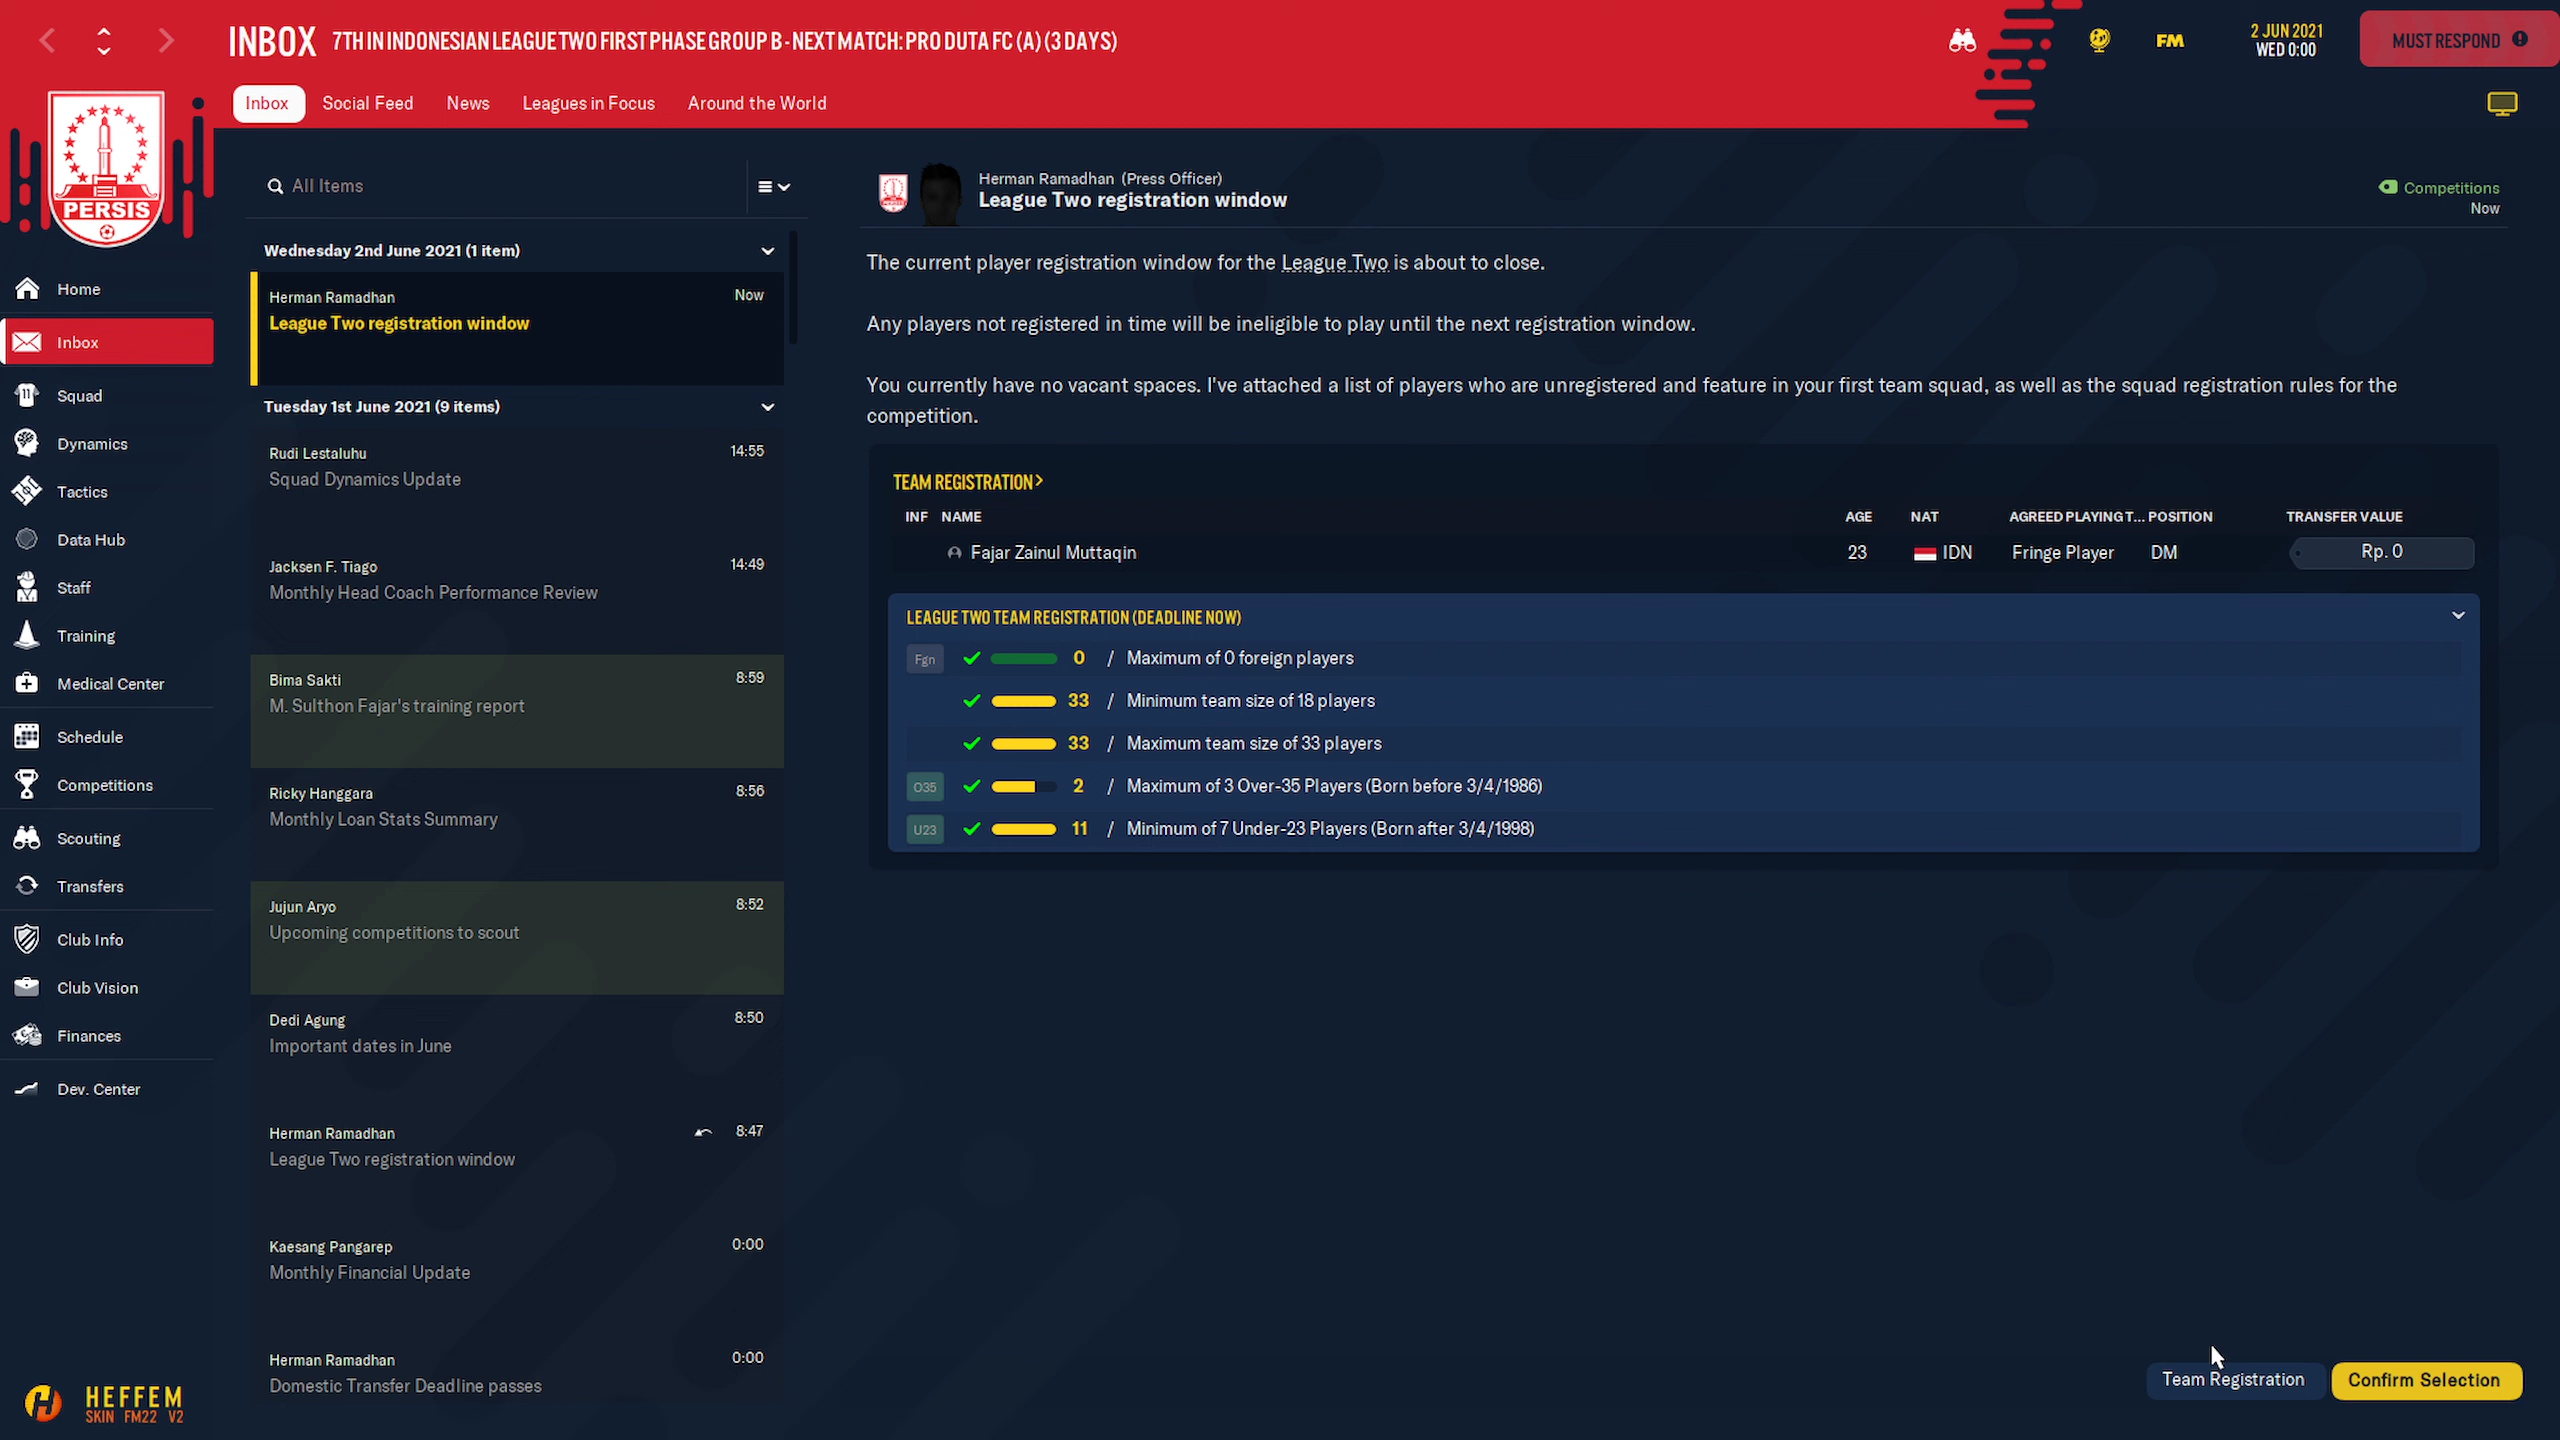 INBOX 7TH IN INDONESIAN LEAGUE TWO FIRST PHASE GROUP B - NEXT MATCH: PRO DUTA FC (A) (3 DAYS)
FM
2 JUN 2021
WED 0:00
MUST RESPOND
Inbox Social Feed News Leagues in Focus Around the World
PERSIS
Home
Inbox
Squad
Dynamics
Tactics
Data Hub
Staff
Training
Medical Center
Schedule
Competitions
Scouting
Transfers
Club Info
Club Vision
Finances
Dev. Center
HEFFEM
SKIN FM22 V2
All Items
Wednesday 2nd June 2021 (1 item)
Herman Ramadhan Now
League Two registration window
Tuesday 1st June 2021 (9 items)
Rudi Lestaluhu 14:55
Squad Dynamics Update
Jacksen F. Tiago 14:49
Monthly Head Coach Performance Review
Bima Sakti 8:59
M. Sulthon Fajar's training report
Ricky Hanggara 8:56
Monthly Loan Stats Summary
Jujun Aryo 8:52
Upcoming competitions to scout
Dedi Agung 8:50
Important dates in June
Herman Ramadhan 8:47
League Two registration window
Kaesang Pangarep 0:00
Monthly Financial Update
Herman Ramadhan 0:00
Domestic Transfer Deadline passes
Herman Ramadhan (Press Officer)
League Two registration window
Competitions
Now
The current player registration window for the League Two is about to close.
Any players not registered in time will be ineligible to play until the next registration window.
You currently have no vacant spaces. I've attached a list of players who are unregistered and feature in your first team squad, as well as the squad registration rules for the
competition.
TEAM REGISTRATION >
INF NAME AGE NAT AGREED PLAYING T... POSITION TRANSFER VALUE
Fajar Zainul Muttaqin 23 IDN Fringe Player DM Rp. 0
LEAGUE TWO TEAM REGISTRATION (DEADLINE NOW)
Fgn 0 / Maximum of 0 foreign players
33 / Minimum team size of 18 players
33 / Maximum team size of 33 players
O35 2 / Maximum of 3 Over-35 Players (Born before 3/4/1986)
U23 11 / Minimum of 7 Under-23 Players (Born after 3/4/1998)
Team Registration Confirm Selection